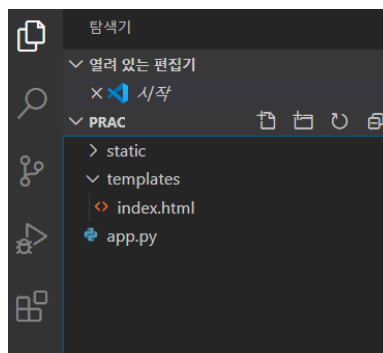 탐색기
열려 있는 편집기
시작
PRAC
static
templates
index.html
app.py